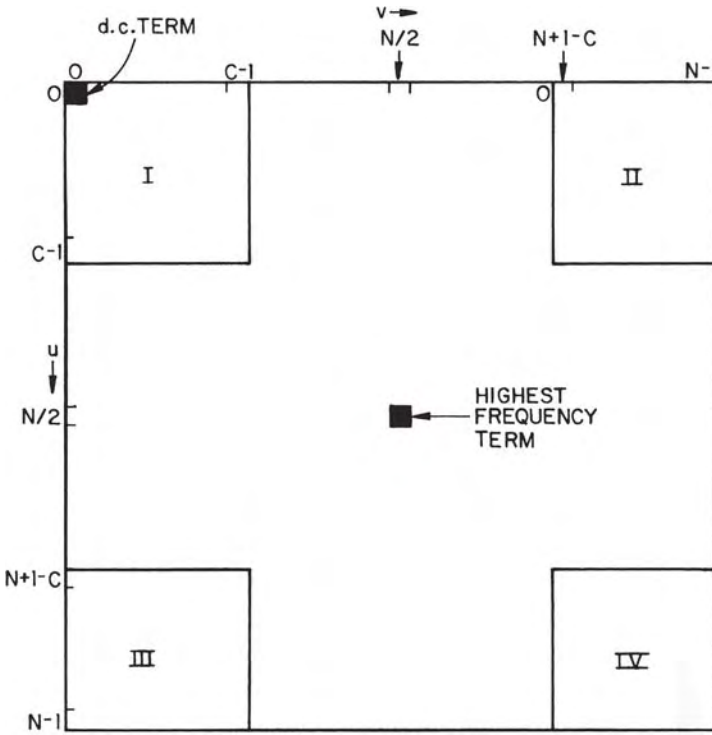 v→
d.c.TERM
N/2
N+1-C
O
C-1
N-
O
O
I
II
C-1
u
↓
N/2
HIGHEST
FREQUENCY
TERM
N+1-C
III
IV
N-1